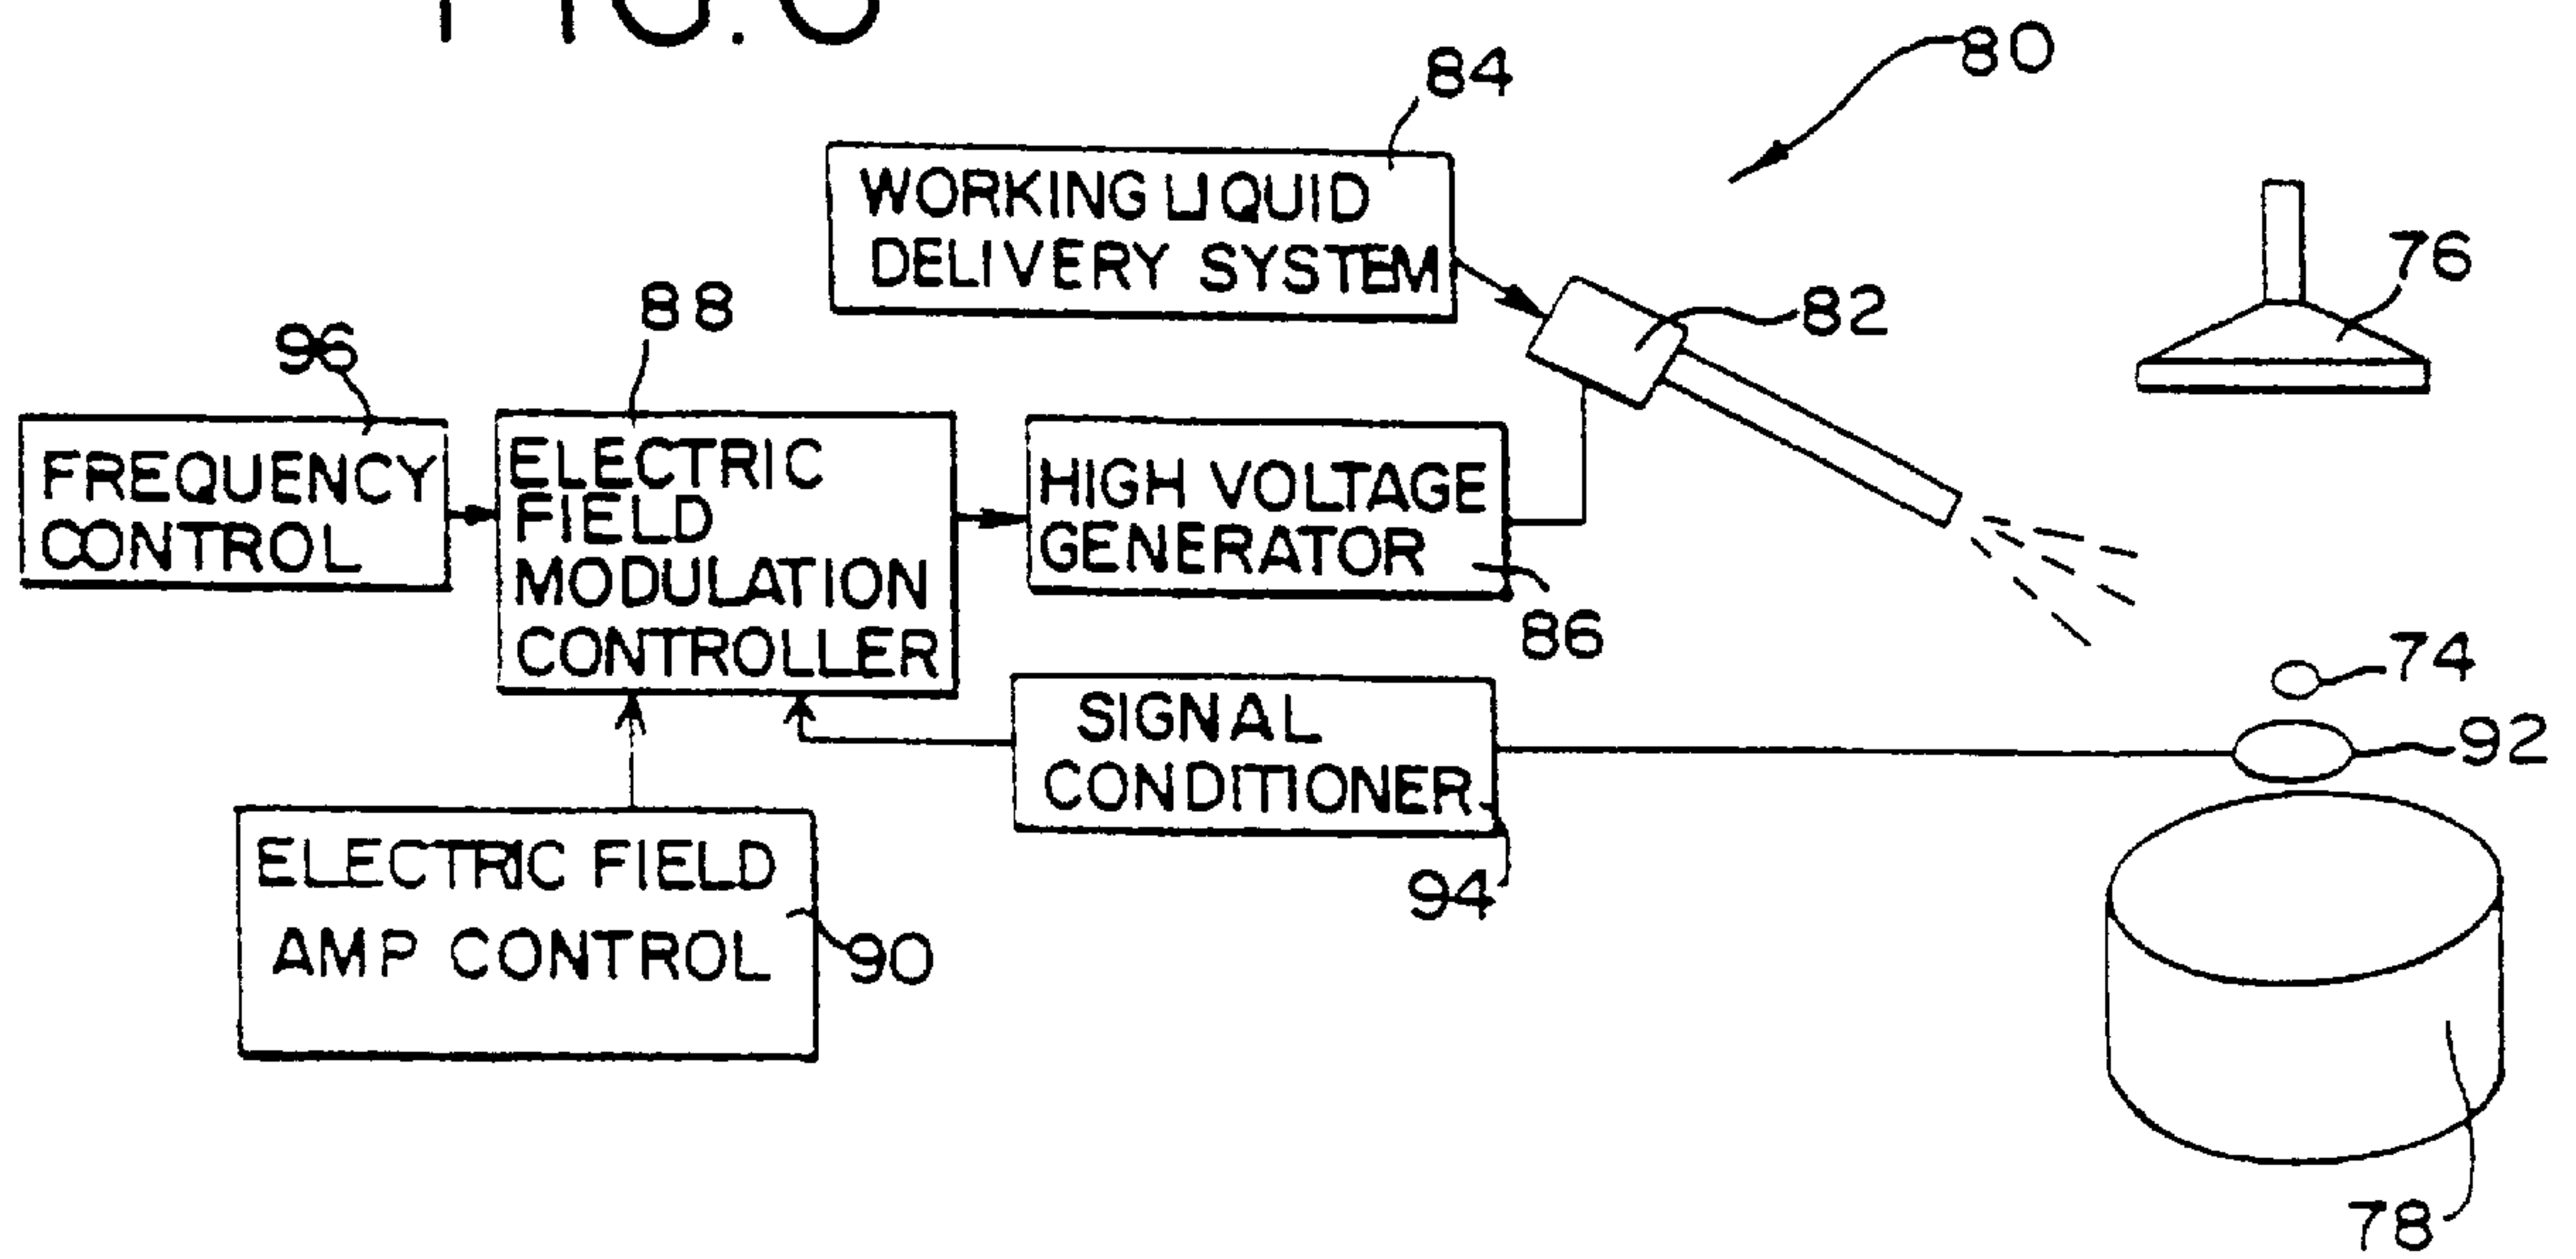 80
84
WORKING LIQUID
DELIVERY SYSTEM
76
88
82
96
ELECTRIC
FIELD
MODULATION
CONTROLLER
FREQUENCY
CONTROL
HIGH VOLTAGE
GENERATOR
86
74
SIGNAL
CONDITIONER
92
94
ELECTRIC FIELD
AMP CONTROL
90
78